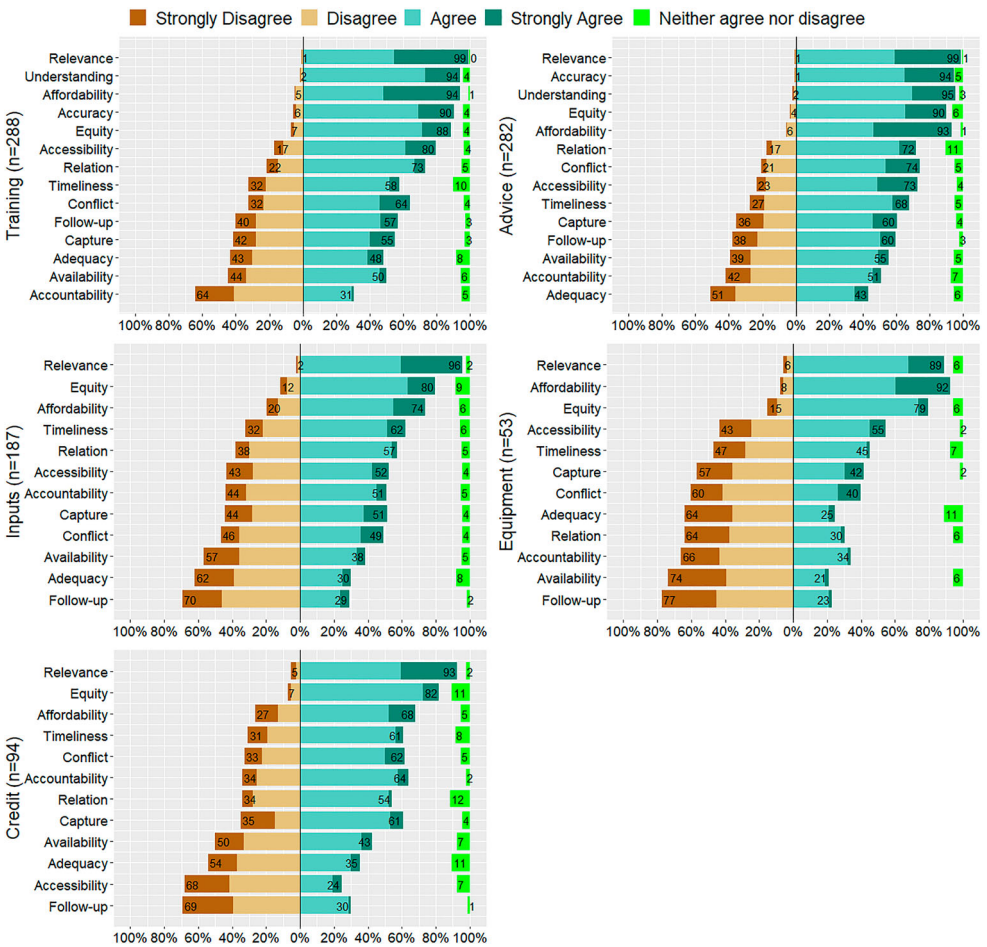 Strongly Disagree Disagree Agree Strongly Agree Neither agree nor disagree
Training (n=288)
Relevance 1 99 0
Understanding 2 94 4
Affordability 5 94 1
Accuracy 6 90 4
Equity 7 88 4
Accessibility 17 79 4
Relation 22 73 5
Timeliness 32 58 10
Conflict 32 64 4
Follow-up 40 57 3
Capture 42 55 3
Adequacy 43 48 8
Availability 44 50 6
Accountability 64 31 5
100% 80% 60% 40% 20% 0% 20% 40% 60% 80% 100%
Advice (n=282)
Relevance 1 99 1
Accuracy 1 94 5
Understanding 2 95 3
Equity 4 90 6
Affordability 6 93 1
Relation 17 72 11
Conflict 21 74 5
Accessibility 23 73 4
Timeliness 27 68 5
Capture 36 60 4
Follow-up 38 60 3
Availability 39 55 5
Accountability 42 51 7
Adequacy 51 43 6
100% 80% 60% 40% 20% 0% 20% 40% 60% 80% 100%
Inputs (n=187)
Relevance 2 96 2
Equity 12 80 9
Affordability 20 74 6
Timeliness 32 62 6
Relation 38 57 5
Accessibility 43 52 4
Accountability 44 51 5
Capture 44 51 4
Conflict 46 49 4
Availability 57 38 5
Adequacy 62 30 8
Follow-up 70 29 2
100% 80% 60% 40% 20% 0% 20% 40% 60% 80% 100%
Equipment (n=53)
Relevance 6 89 6
Affordability 8 92
Equity 15 79 6
Accessibility 43 55 2
Timeliness 47 45 7
Capture 57 42 2
Conflict 60 40
Adequacy 64 25 11
Relation 64 30 6
Accountability 66 34
Availability 74 21 6
Follow-up 77 23
100% 80% 60% 40% 20% 0% 20% 40% 60% 80% 100%
Credit (n=94)
Relevance 5 93 2
Equity 7 82 11
Affordability 27 68 5
Timeliness 31 61 8
Conflict 33 62 5
Accountability 34 64 2
Relation 34 54 12
Capture 35 61 4
Availability 50 43 7
Adequacy 54 35 11
Accessibility 68 24 7
Follow-up 69 30 1
100% 80% 60% 40% 20% 0% 20% 40% 60% 80% 100%